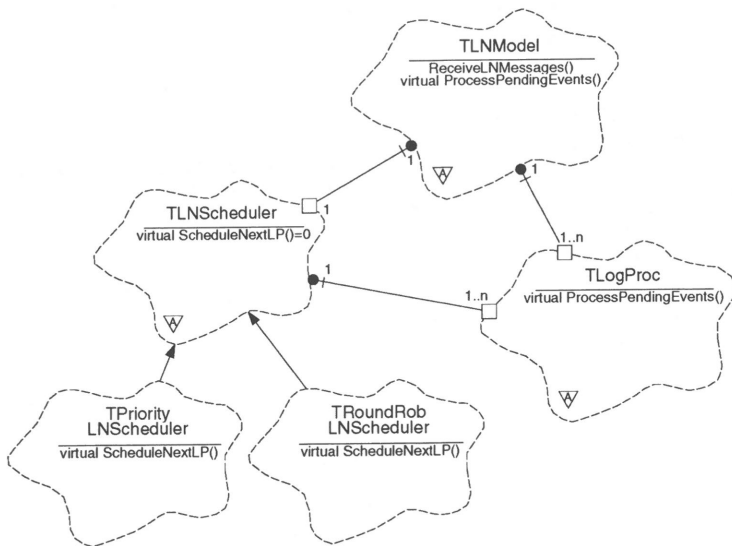 TLNModel
ReceiveLNMessages()
virtual ProcessPendingEvents()
1
A
1
1
TLNScheduler
virtual ScheduleNextLP()=0
1..n
1
TLogProc
virtual ProcessPendingEvents()
1..n
A
A
TPriority
LNScheduler
virtual ScheduleNextLP()
TRoundRob
LNScheduler
virtual ScheduleNextLP()